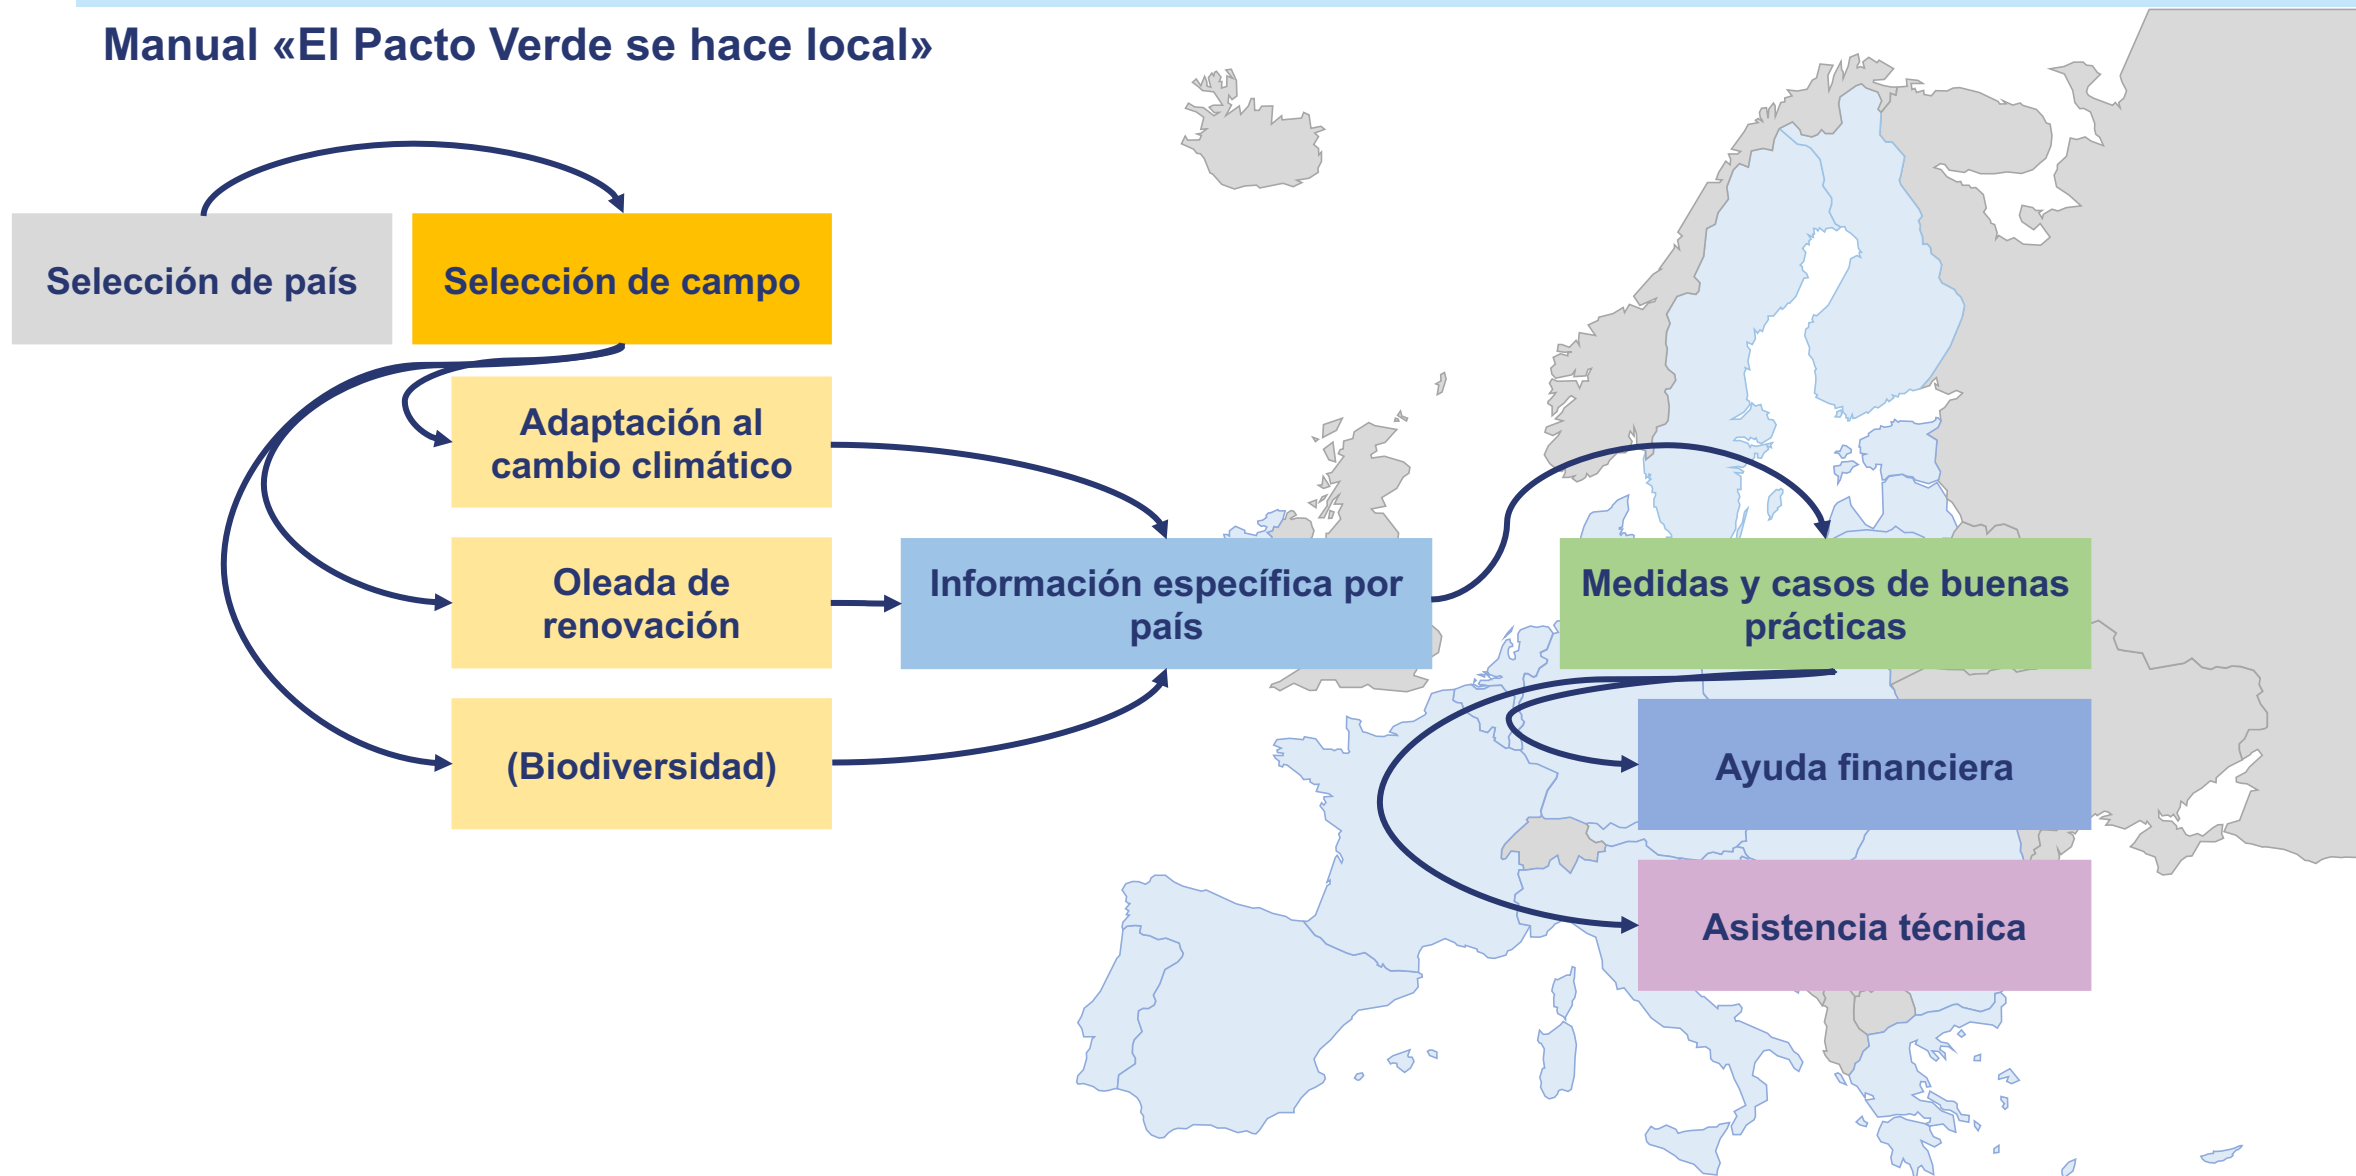 Manual «El Pacto Verde se hace local»
Selección de país
Selección de campo
Adaptación al
cambio climático
Oleada de
renovación
(Biodiversidad)
Información específica por
país
Medidas y casos de buenas
prácticas
Ayuda financiera
Asistencia técnica